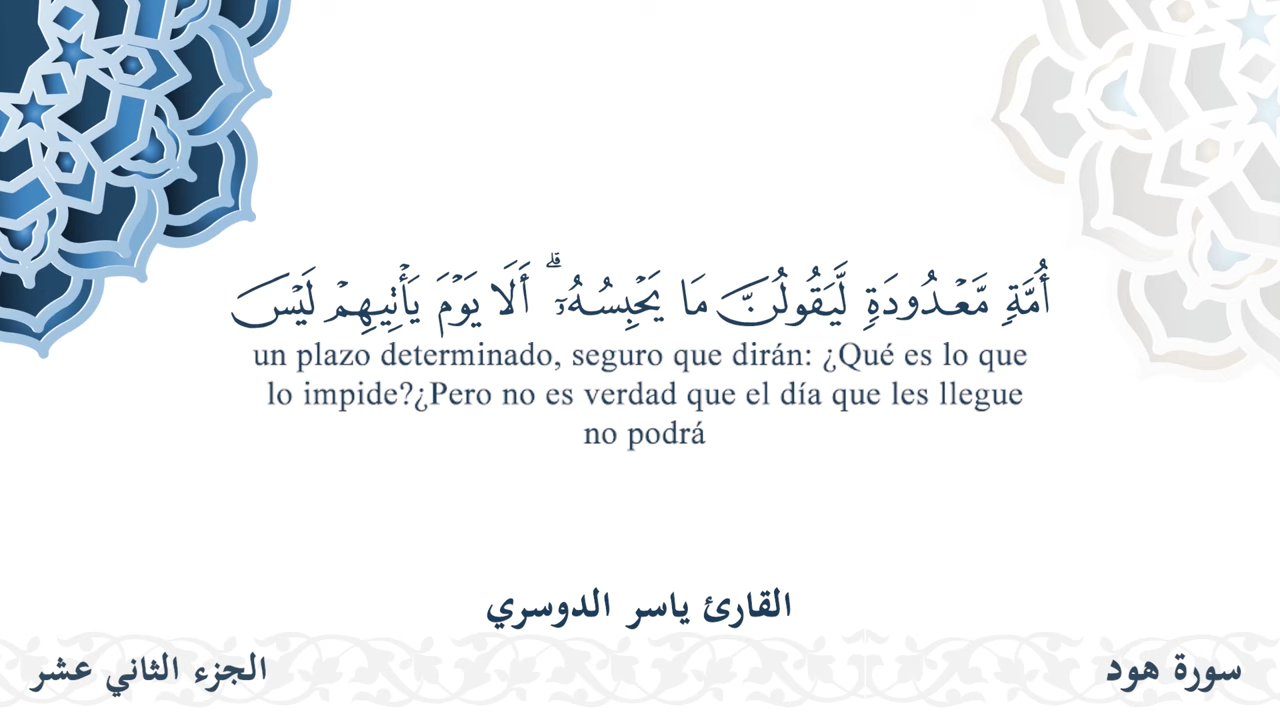 أُمَّةٍ مَّعْدُودَةٍ لَّيَقُولُنَّ مَا يَحْبِسُهُۥٓ ۗ أَلَا يَوْمَ يَأْتِيهِمْ لَيْسَ
un plazo determinado, seguro que dirán: ¿Qué es lo que
lo impide?¿Pero no es verdad que el día que les llegue
no podrá
القارئ ياسر الدوسري
سورة هود
الجزء الثاني عشر